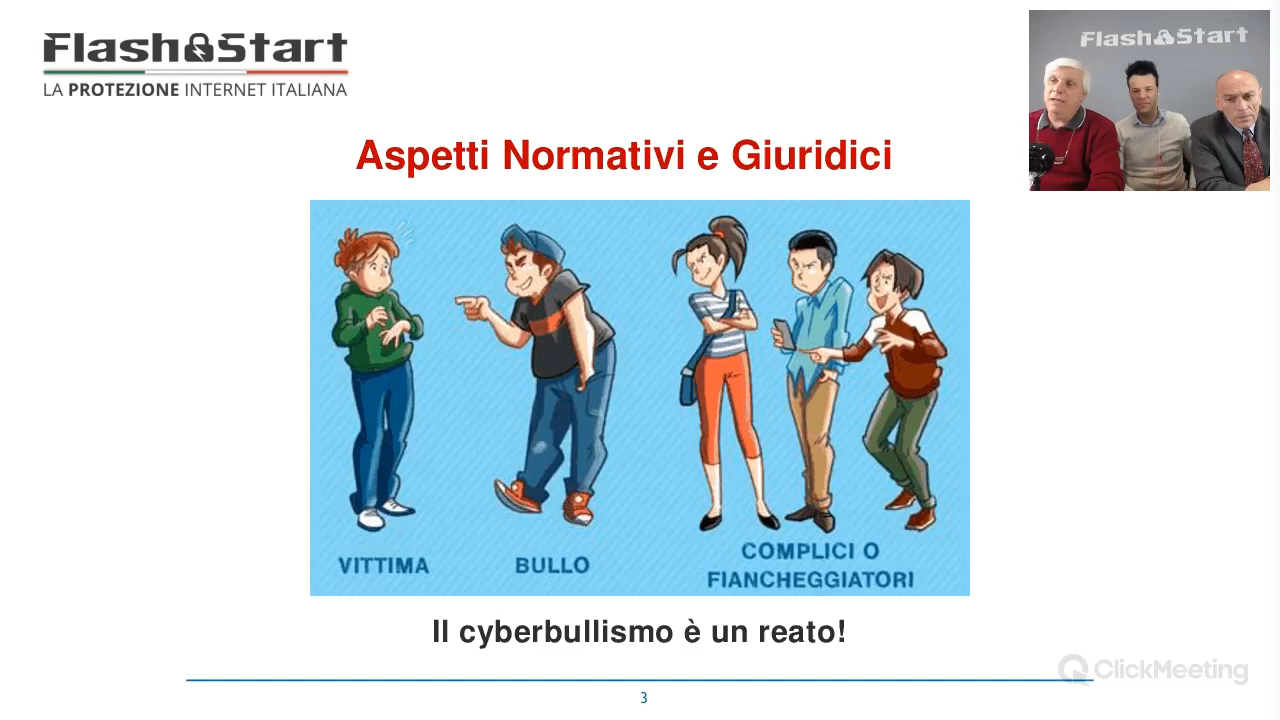 Flash Start
LA PROTEZIONE INTERNET ITALIANA
Flash Start
Aspetti Normativi e Giuridici
VITTIMA
BULLO
COMPLICI O
FIANCHEGGIATORI
Il cyberbullismo è un reato!
ClickMeeting
3